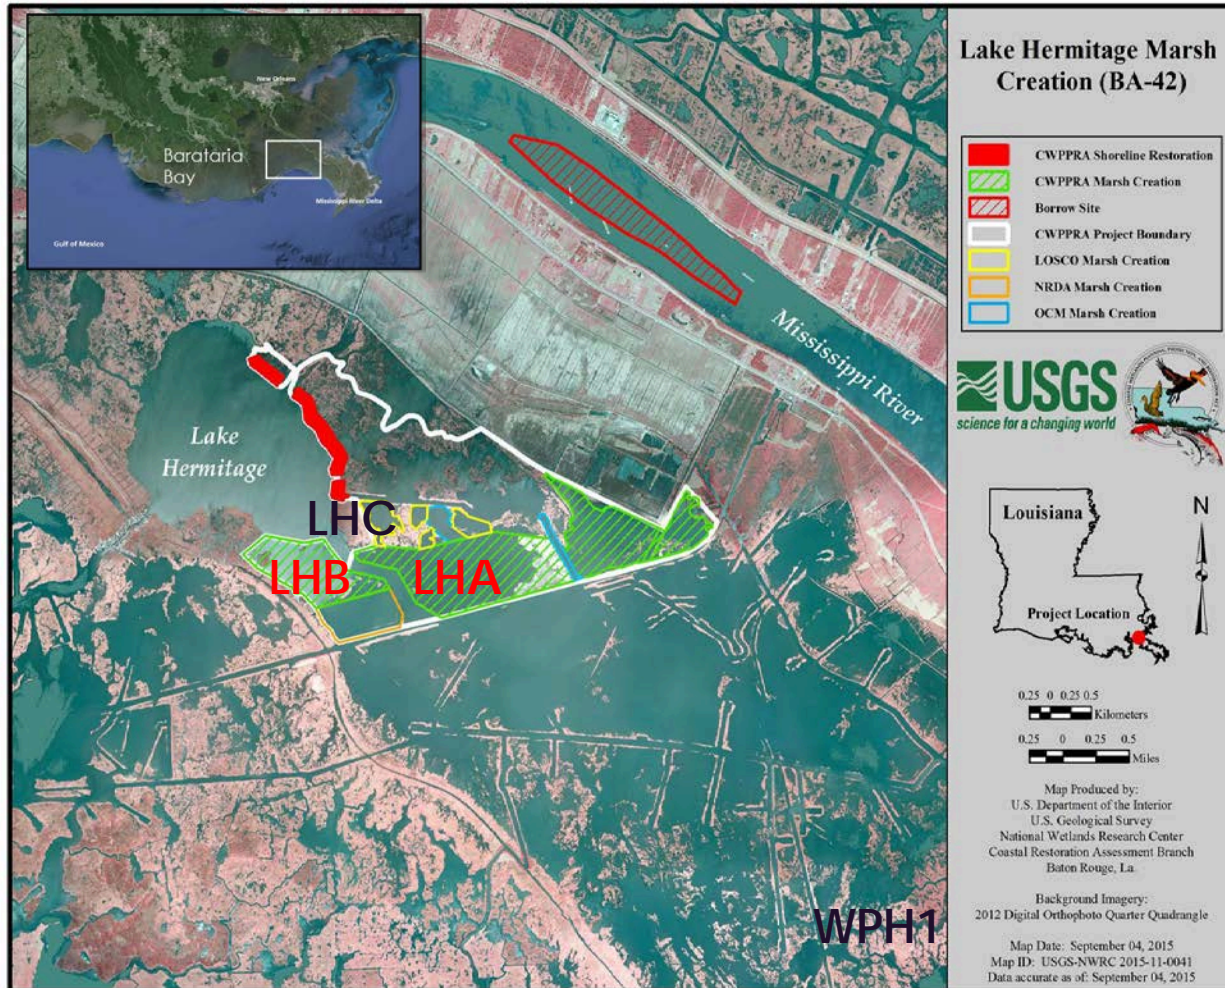 New Orleans
Barataria
Bay
Mississippi River Delta
Gulf of Mexico
Mississippi River
Lake
Hermitage
LHC
LHB
LHA
WPH1
Lake Hermitage Marsh
Creation (BA-42)
CWPPRA Shoreline Restoration
CWPPRA Marsh Creation
Borrow Site
CWPPRA Project Boundary
LOSCO Marsh Creation
NRDA Marsh Creation
OCM Marsh Creation
USGS
science for a changing world
Louisiana
N
Project Location
0.25 0 0.25 0.5
Kilometers
0.25 0 0.25 0.5
Miles
Map Produced by:
U.S. Department of the Interior
U.S. Geological Survey
National Wetlands Research Center
Coastal Restoration Assessment Branch
Baton Rouge, La.
Background Imagery:
2012 Digital Orthophoto Quarter Quadrangle
Map Date: September 04, 2015
Map ID: USGS-NWRC 2015-11-0041
Data accurate as of: September 04, 2015